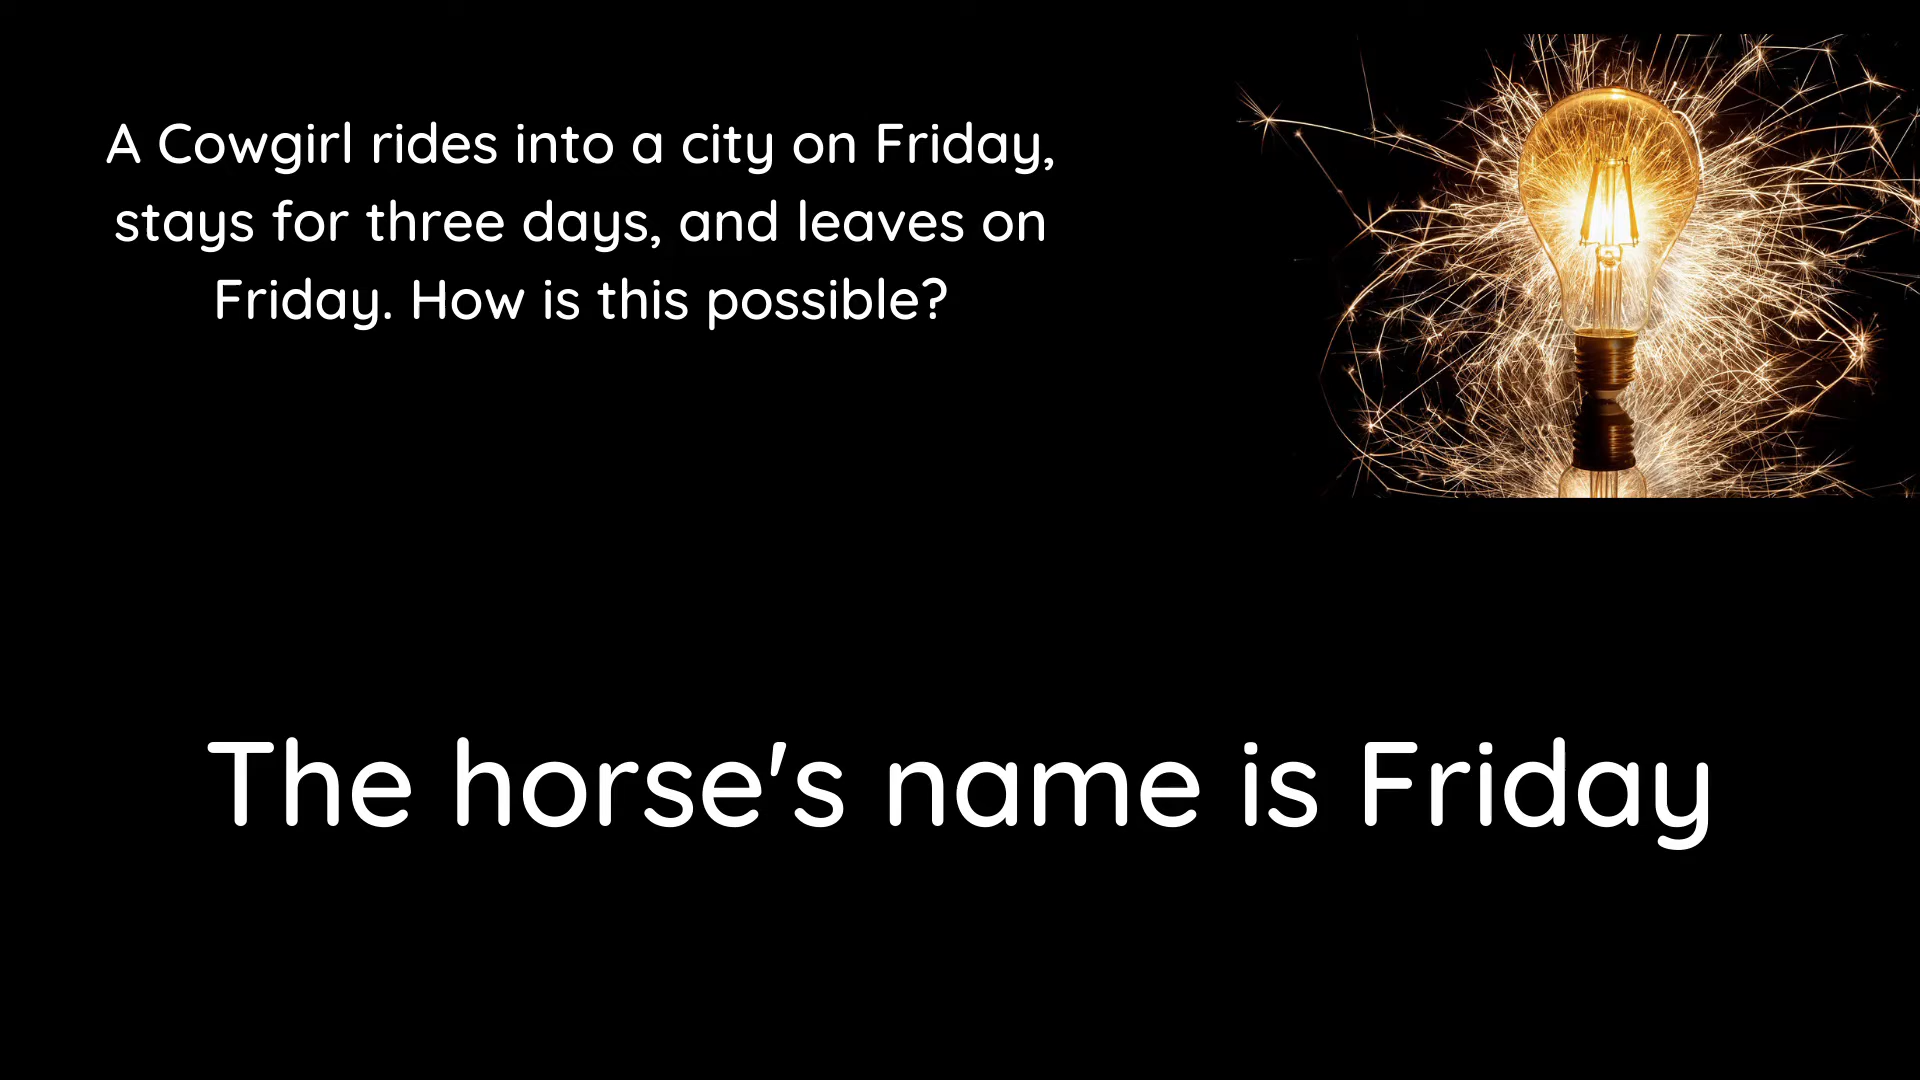 A Cowgirl rides into a city on Friday,
stays for three days, and leaves on
Friday. How is this possible?
The horse's name is Friday